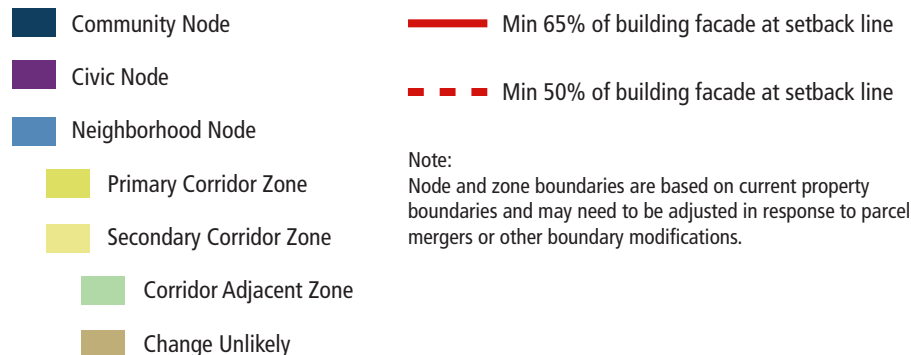 Community Node
Civic Node
Neighborhood Node
Primary Corridor Zone
Secondary Corridor Zone
Corridor Adjacent Zone
Change Unlikely
Min 65% of building facade at setback line
Min 50% of building facade at setback line
Note:
Node and zone boundaries are based on current property
boundaries and may need to be adjusted in response to parcel
mergers or other boundary modifications.